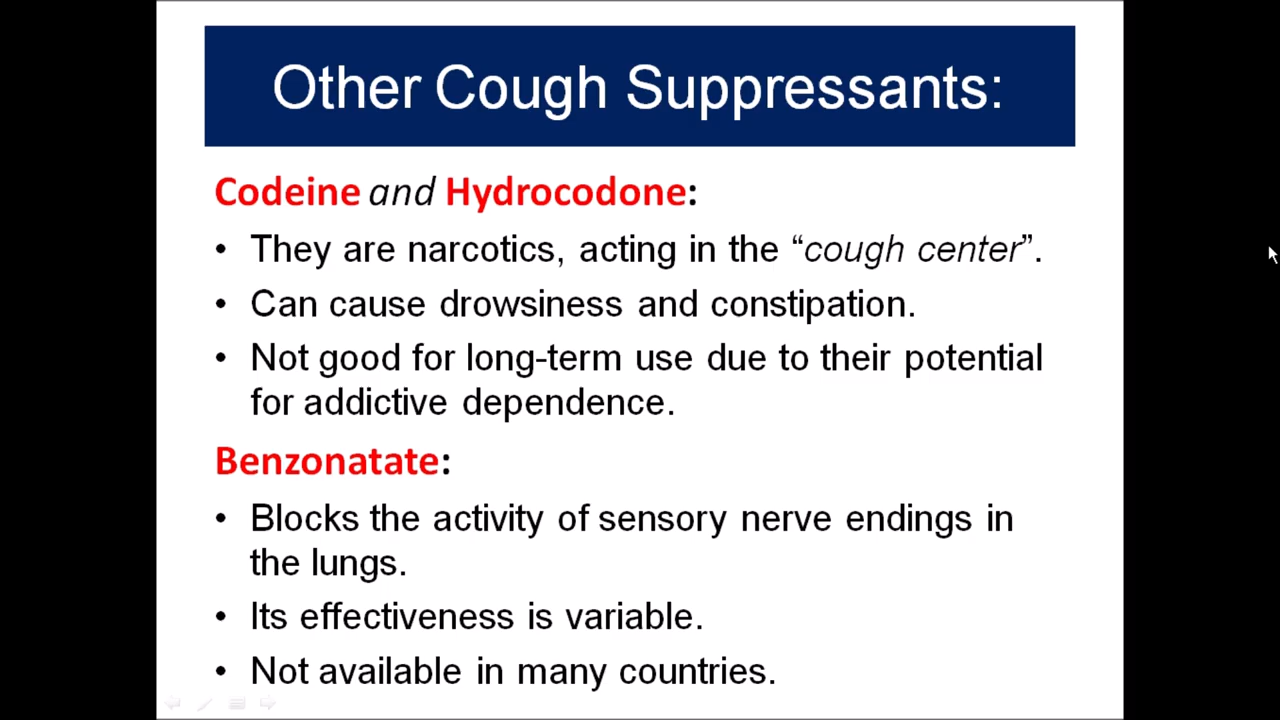 Other Cough Suppressants:
Codeine and Hydrocodone:
• They are narcotics, acting in the “cough center”.
• Can cause drowsiness and constipation.
• Not good for long-term use due to their potential
for addictive dependence.
Benzonatate:
• Blocks the activity of sensory nerve endings in
the lungs.
• Its effectiveness is variable.
• Not available in many countries.